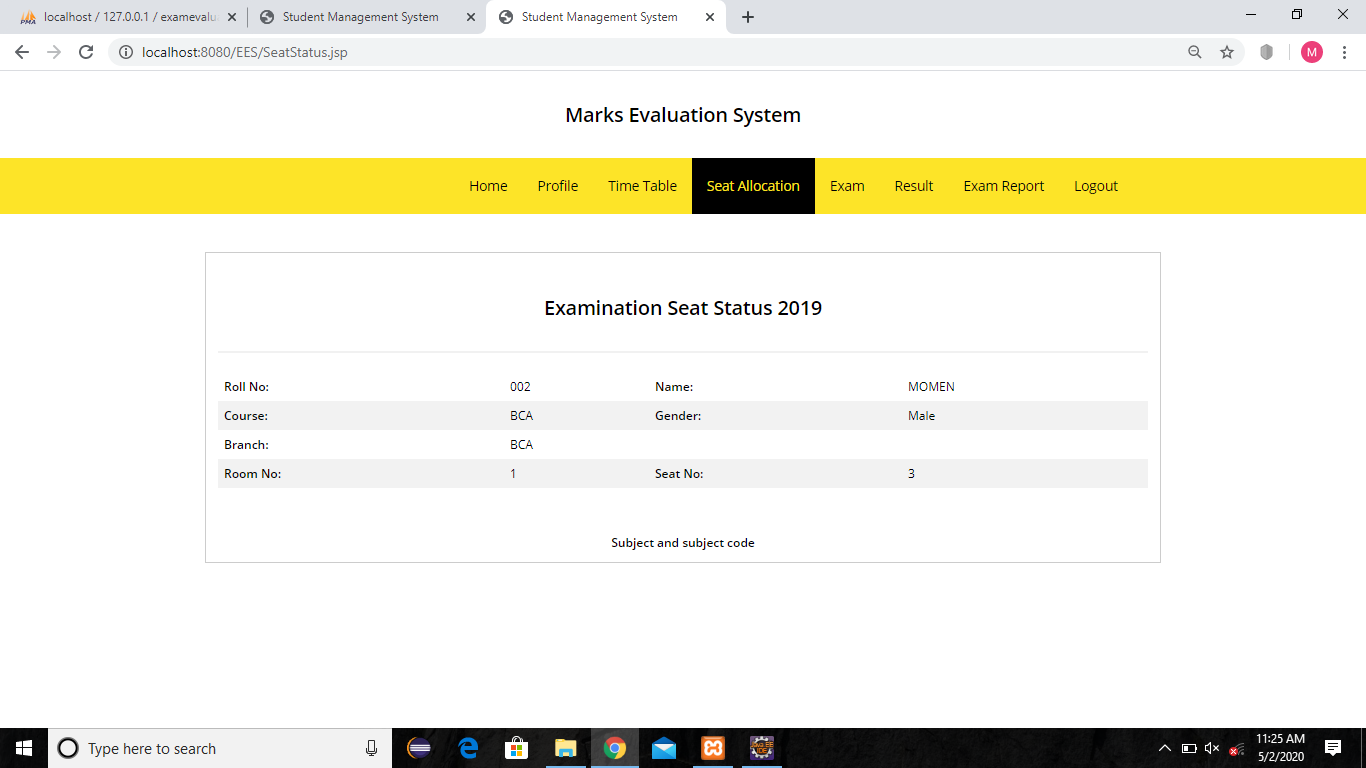 localhost / 127.0.0.1 / examevalu
Student Management System
Student Management System
localhost:8080/EES/SeatStatus.jsp
M
Marks Evaluation System
Home Profile Time Table Seat Allocation Exam Result Exam Report Logout
Examination Seat Status 2019
Roll No: 002 Name: MOMEN
Course: BCA Gender: Male
Branch: BCA
Room No: 1 Seat No: 3
Subject and subject code
Type here to search
11:25 AM
5/2/2020